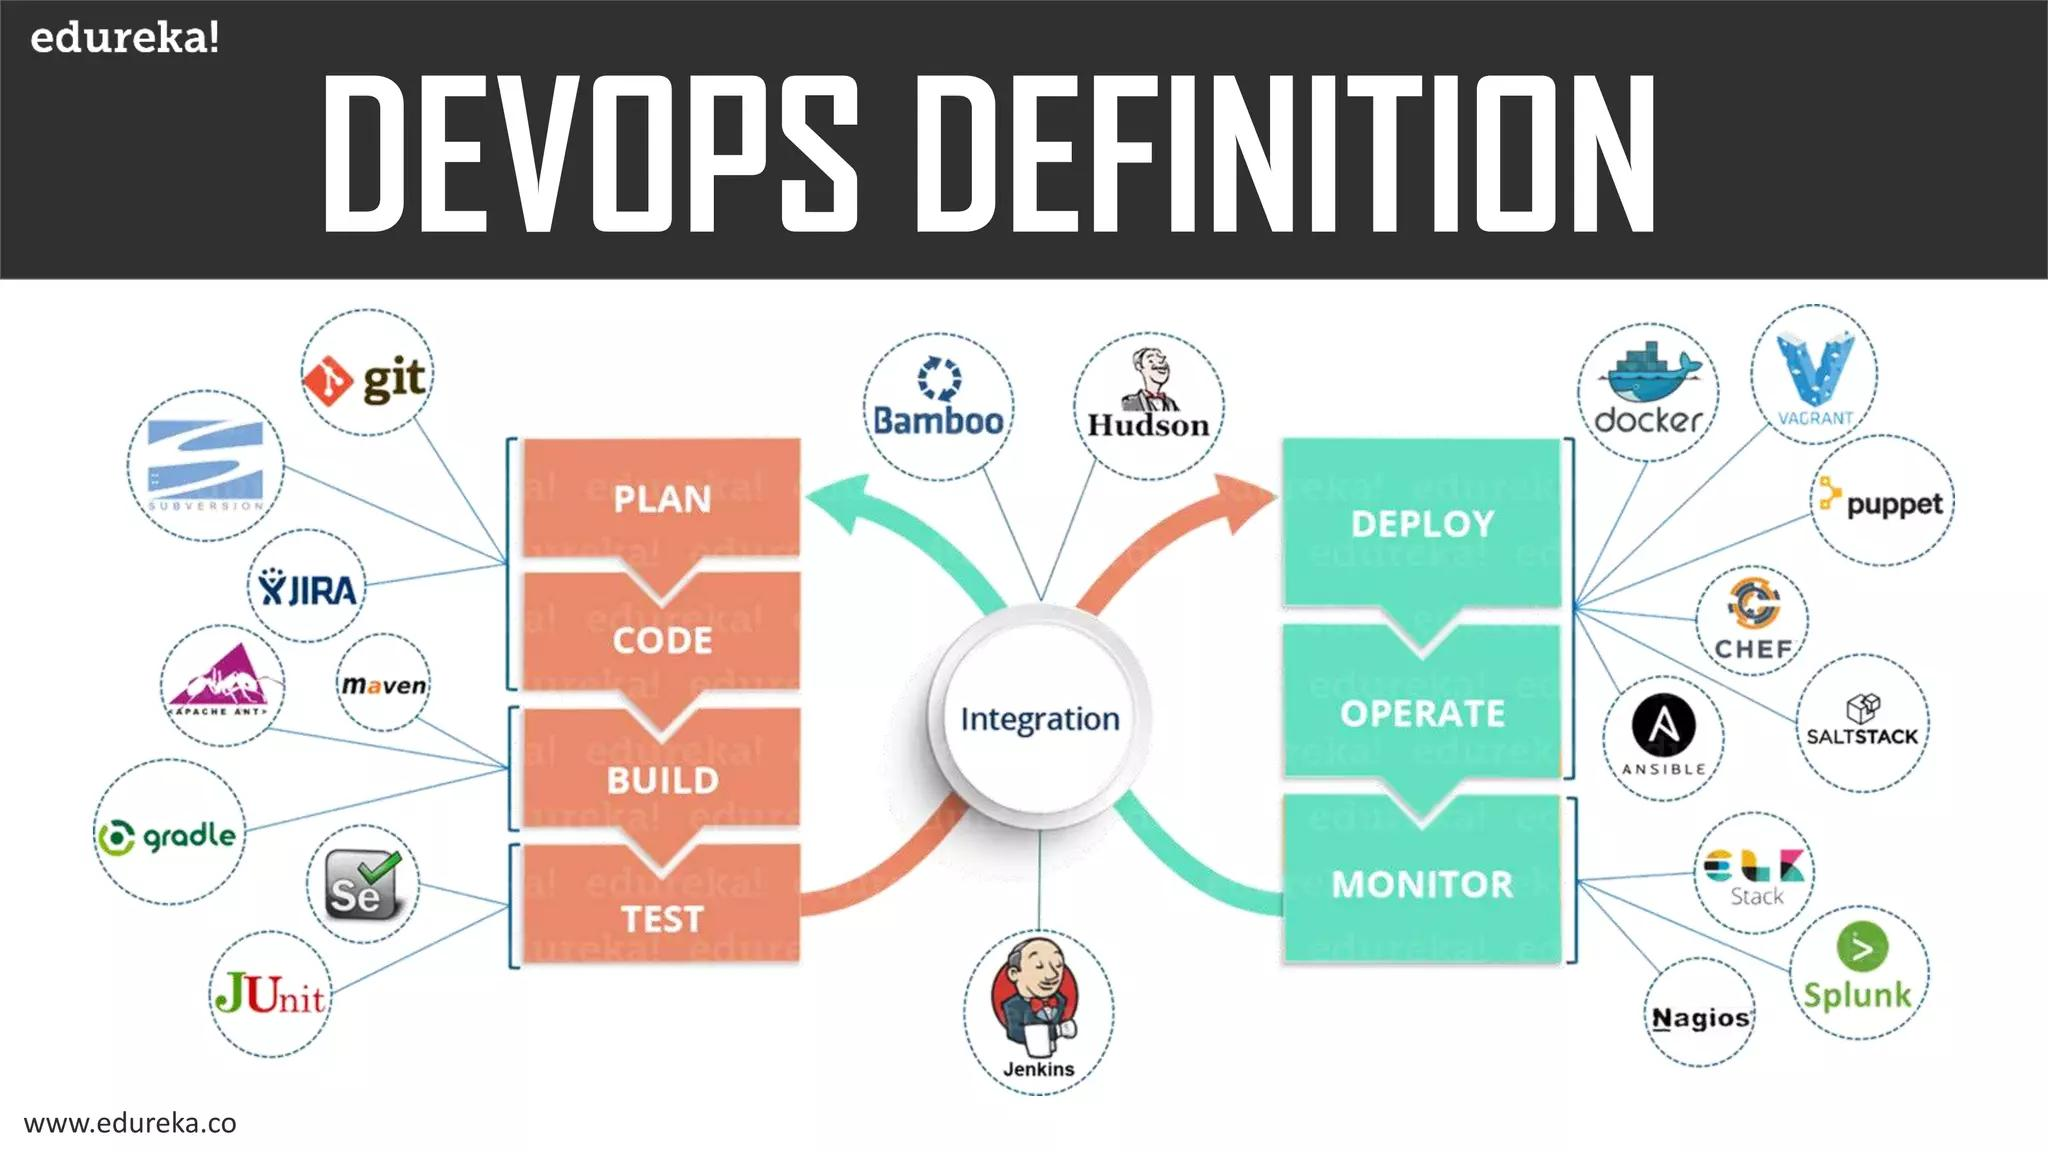 edureka!
DEVOPS DEFINITION
git
SUBVERSION
JIRA
<APACHE ANT>
maven
gradle
Se
JUnit
PLAN
CODE
BUILD
TEST
Bamboo
Hudson
Integration
Jenkins
DEPLOY
OPERATE
MONITOR
docker
VAGRANT
puppet
CHEF
SALTSTACK
A
ANSIBLE
ELK
Stack
Splunk
Nagios
www.edureka.co